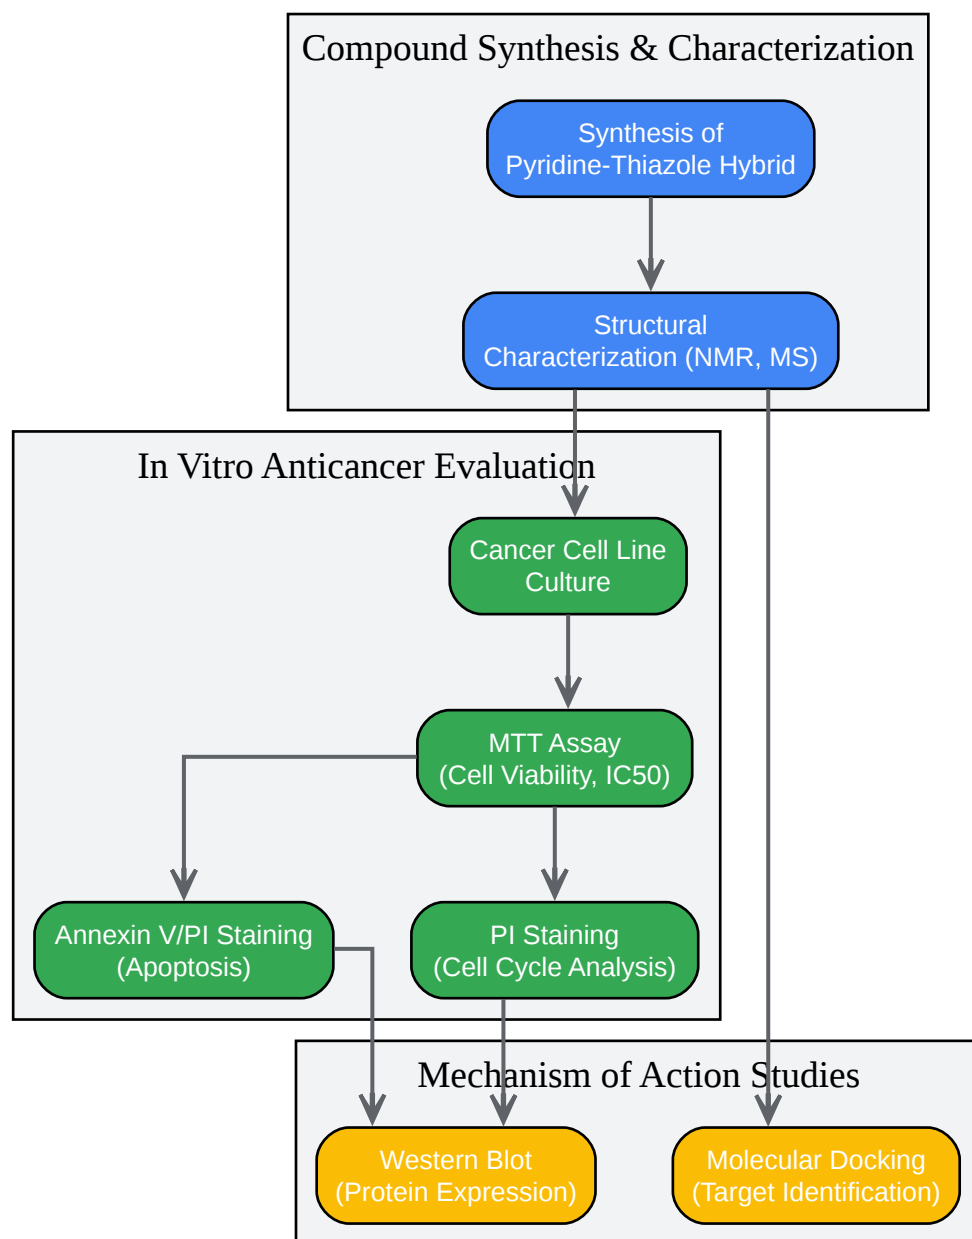 Compound Synthesis & Characterization
Synthesis of
Pyridine-Thiazole Hybrid
Structural
Characterization (NMR, MS)
In Vitro Anticancer Evaluation
Cancer Cell Line
Culture
MTT Assay
(Cell Viability, IC50)
Annexin V/PI Staining
(Apoptosis)
PI Staining
(Cell Cycle Analysis)
Mechanism of Action Studies
Western Blot
(Protein Expression)
Molecular Docking
(Target Identification)